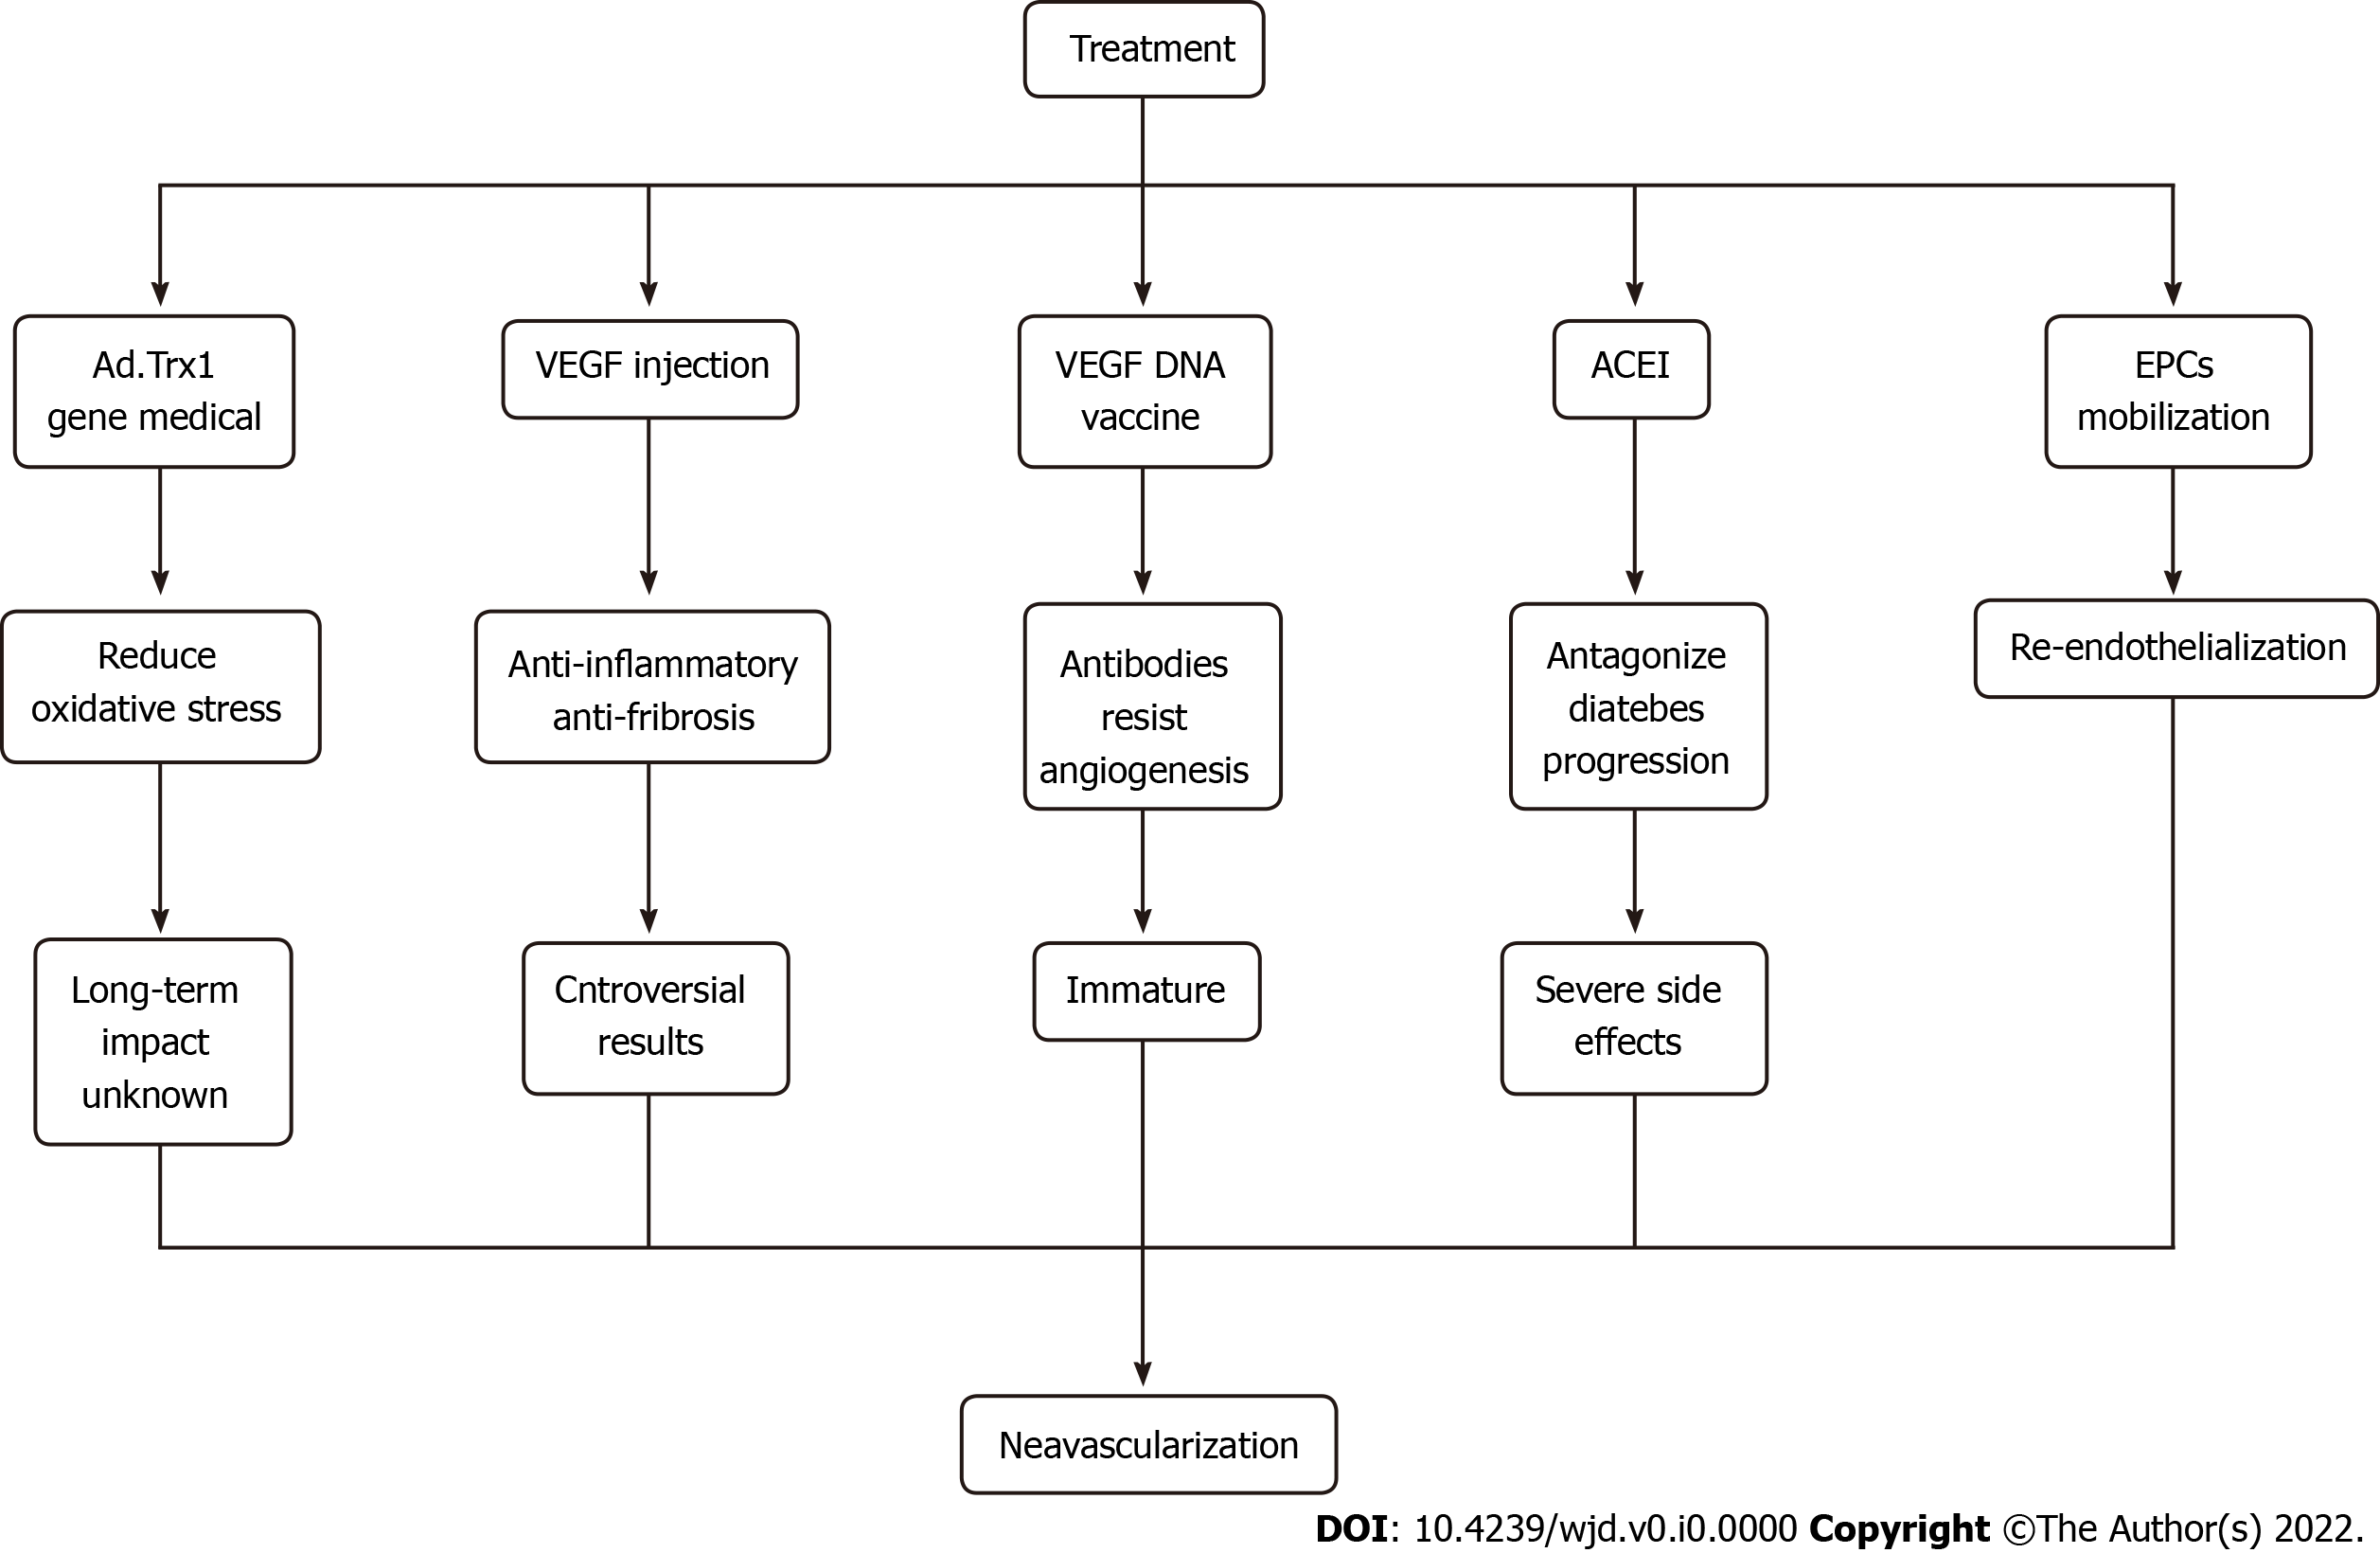 Treatment
Ad.Trx1
gene medical
VEGF injection
VEGF DNA
vaccine
ACEI
EPCs
mobilization
Reduce
oxidative stress
Anti-inflammatory
anti-fribrosis
Antibodies
resist
angiogenesis
Antagonize
diatebes
progression
Re-endothelialization
Long-term
impact
unknown
Cntroversial
results
Immature
Severe side
effects
Neavascularization
DOI: 10.4239/wjd.v0.i0.0000 Copyright ©The Author(s) 2022.